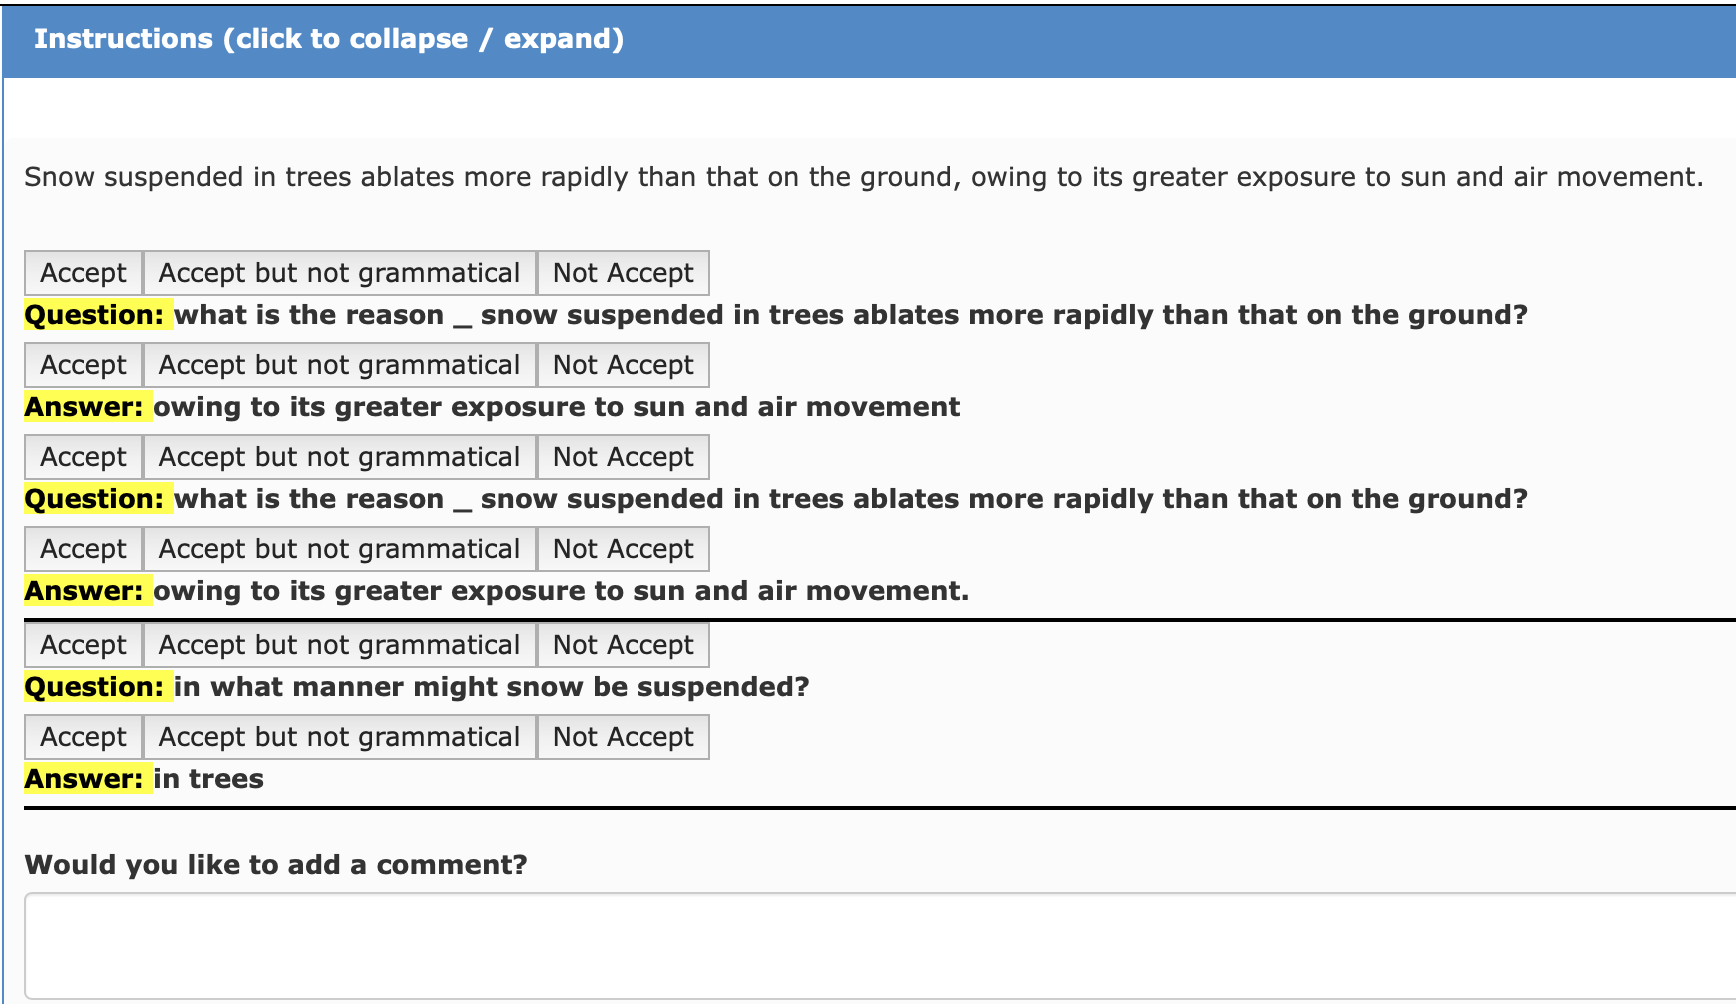 Instructions (click to collapse / expand)
Snow suspended in trees ablates more rapidly than that on the ground, owing to its greater exposure to sun and air movement.
Accept Accept but not grammatical Not Accept
Question: what is the reason _ snow suspended in trees ablates more rapidly than that on the ground?
Accept Accept but not grammatical Not Accept
Answer: owing to its greater exposure to sun and air movement
Accept Accept but not grammatical Not Accept
Question: what is the reason _ snow suspended in trees ablates more rapidly than that on the ground?
Accept Accept but not grammatical Not Accept
Answer: owing to its greater exposure to sun and air movement.
Accept Accept but not grammatical Not Accept
Question: in what manner might snow be suspended?
Accept Accept but not grammatical Not Accept
Answer: in trees
Would you like to add a comment?